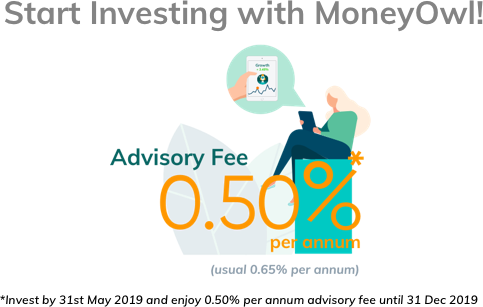 Start Investing with MoneyOwl!
Growth
Advisory Fee
0.50%*
per annum
(usual 0.65% per annum)
*Invest by 31st May 2019 and enjoy 0.50% per annum advisory fee until 31 Dec 2019